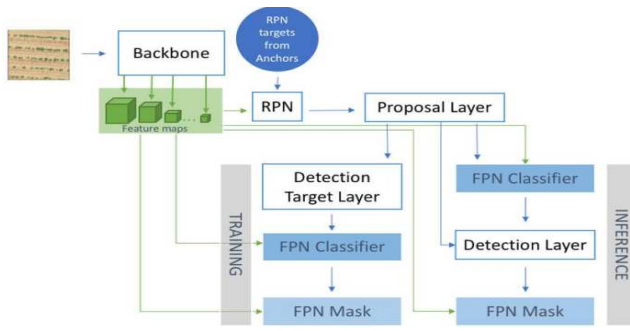 RPN
targets
from
Anchors
Backbone
Feature maps
RPN
Proposal Layer
TRAINING
Detection
Target Layer
FPN Classifier
FPN Mask
FPN Classifier
Detection Layer
FPN Mask
INFERENCE